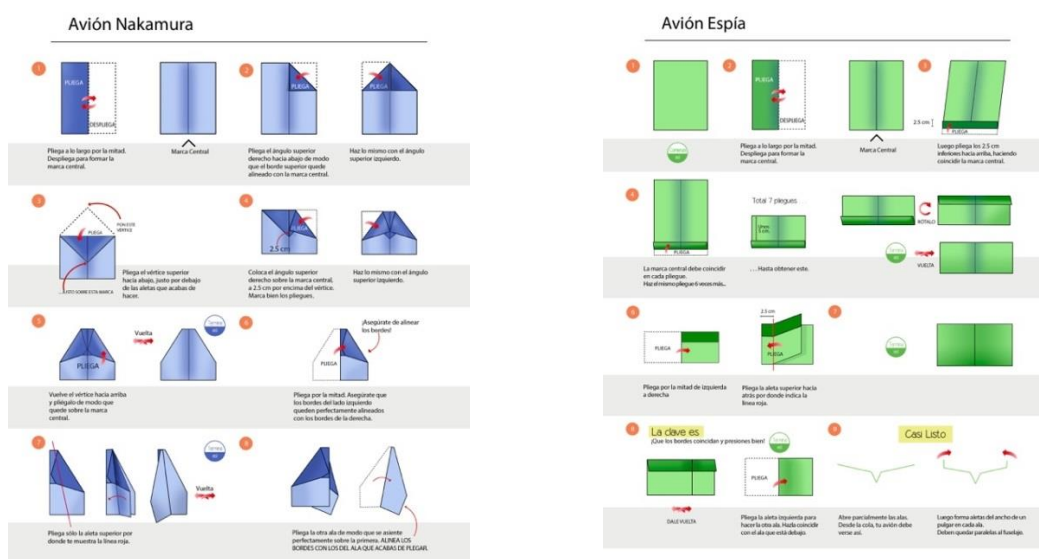 Avión Nakamura
1
PLIEGA
DESPLIEGA
Marca Central
Pliega a lo largo por la mitad.
Despliega para formar la
marca central.
2
PLIEGA
PLIEGA
Pliega el ángulo superior
derecho hacia abajo de modo
que el borde superior quede
alineado con la marca central.
Haz lo mismo con el ángulo
superior izquierdo.
3
PON ESTE
VÉRTICE
PLIEGA
...JUSTO SOBRE ESTA MARCA
Pliega el vértice superior
hacia abajo, justo por debajo
de las aletas que acabas de
hacer.
4
PLIEGA
2.5 cm
Coloca el ángulo superior
derecho sobre la marca central,
a 2.5 cm por encima del vértice.
Marca bien los pliegues.
Haz lo mismo con el ángulo
superior izquierdo.
5
PLIEGA
Vuelta
Vuelve el vértice hacia arriba
y pliégalo de modo que
quede sobre la marca
central.
6
PLIEGA
¡Asegúrate de alinear
los bordes!
Pliega por la mitad. Asegúrate que
los bordes del lado izquierdo
queden perfectamente alineados
con los bordes de la derecha.
7
Vuelta
Pliega sólo la aleta superior por
donde te muestra la línea roja.
8
Pliega la otra ala de modo que se asiente
perfectamente sobre la primera. ALINEA LOS
BORDES CON LOS DEL ALA QUE ACABAS DE PLEGAR.
Avión Espía
1
2
PLIEGA
DESPLIEGA
Pliega a lo largo por la mitad.
Despliega para formar la
marca central.
Marca Central
3
2.5 cm
PLIEGA
Luego pliega los 2.5 cm
inferiores hacia arriba, haciendo
coincidir la marca central.
4
PLIEGA
La marca central debe coincidir
en cada pliegue.
Haz el mismo pliegue 6 veces más...
Total 7 pliegues
5 cm.
. . . Hasta obtener este.
RÓTALO
VUELTA
6
PLIEGA
Pliega por la mitad de izquierda
a derecha
2.5 cm
PLIEGA
Pliega la aleta superior hacia
atrás por donde indica la
línea roja.
7
8
La clave es
¡Que los bordes coincidan y presiones bien!
DALE VUELTA
PLIEGA
Pliega la aleta izquierda para
hacer la otra ala. Hazla coincidir
con el ala que está debajo.
9
Casi Listo
Abre parcialmente las alas.
Desde la cola, tu avión debe
verse así.
Luego forma aletas del ancho de un
pulgar en cada ala.
Deben quedar paralelas al fuselaje.